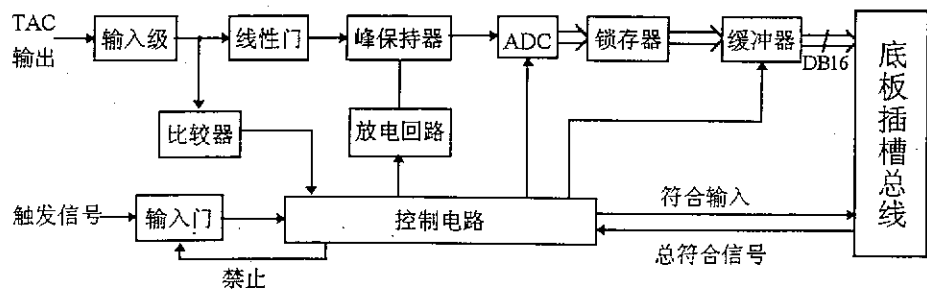 TAC
输出
输入级
线性门
峰保持器
ADC
锁存器
缓冲器
DB16
底板插槽总线
比较器
放电回路
触发信号
输入门
控制电路
符合输入
总符合信号
禁止